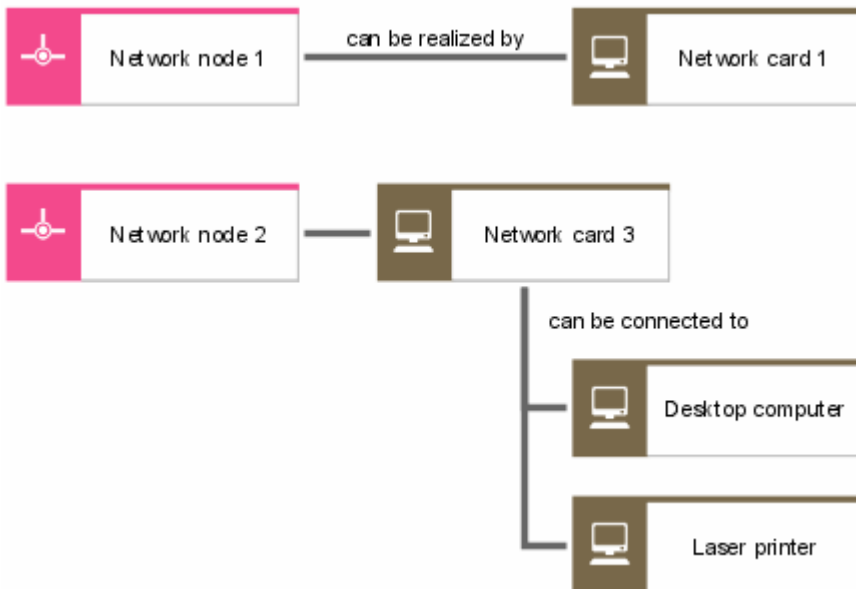 Network node 1
can be realized by
Network card 1
Network node 2
Network card 3
can be connected to
Desktop computer
Laser printer